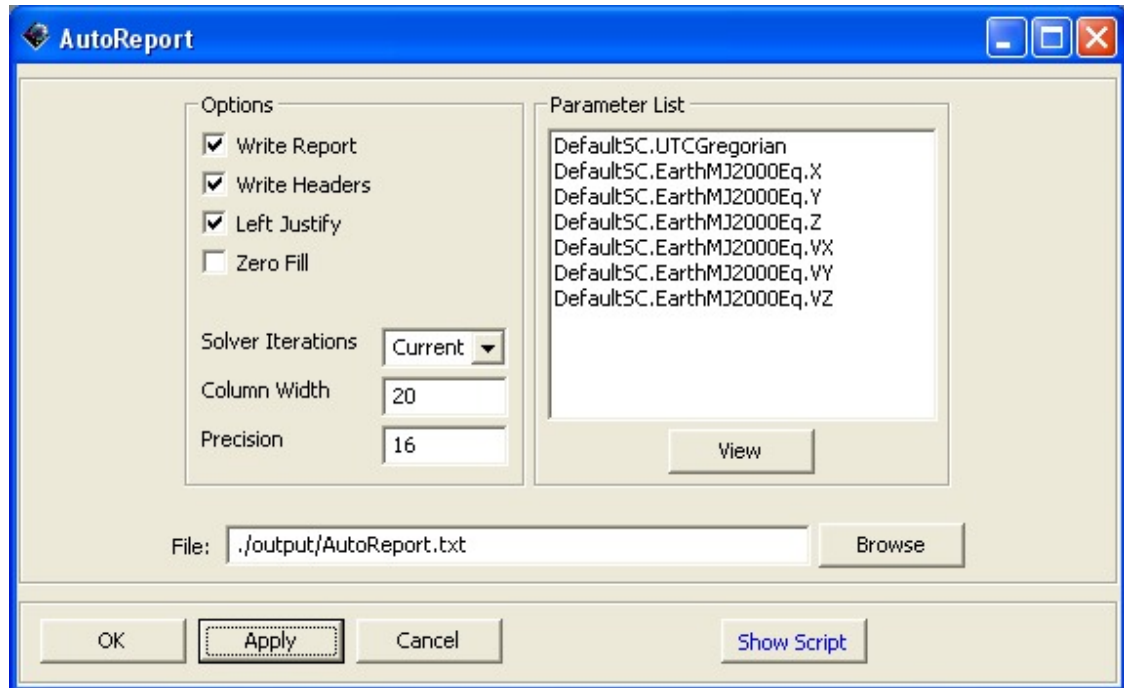 AutoReport
Options
Write Report
Write Headers
Left Justify
Zero Fill
Solver Iterations Current
Column Width 20
Precision 16
Parameter List
DefaultSC.UTCGregorian
DefaultSC.EarthMJ2000Eq.X
DefaultSC.EarthMJ2000Eq.Y
DefaultSC.EarthMJ2000Eq.Z
DefaultSC.EarthMJ2000Eq.VX
DefaultSC.EarthMJ2000Eq.VY
DefaultSC.EarthMJ2000Eq.VZ
View
File: ./output/AutoReport.txt Browse
OK Apply Cancel Show Script